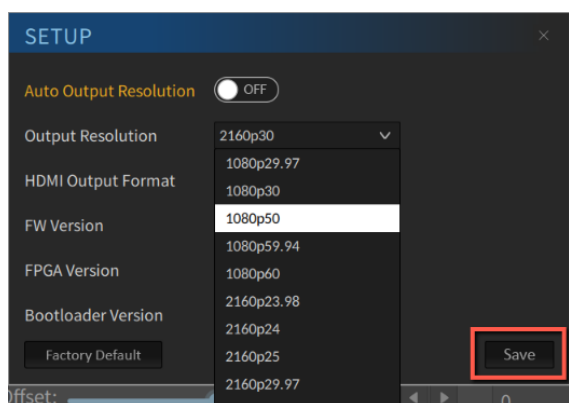 SETUP ×
Auto Output Resolution OFF
Output Resolution 2160p30
1080p29.97
HDMI Output Format
1080p30
1080p50
FW Version
1080p59.94
FPGA Version
1080p60
2160p23.98
Bootloader Version
2160p24
Factory Default 2160p25 Save
2160p29.97
Offset: 0